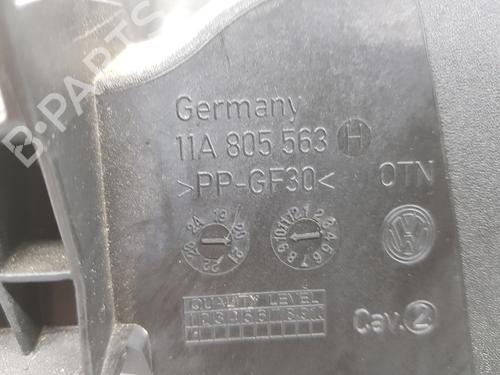 B-PARTS
Germany
11A 805 563 H
>PP-GF30<
OTN
QUALITY LEVEL
Cav. 2